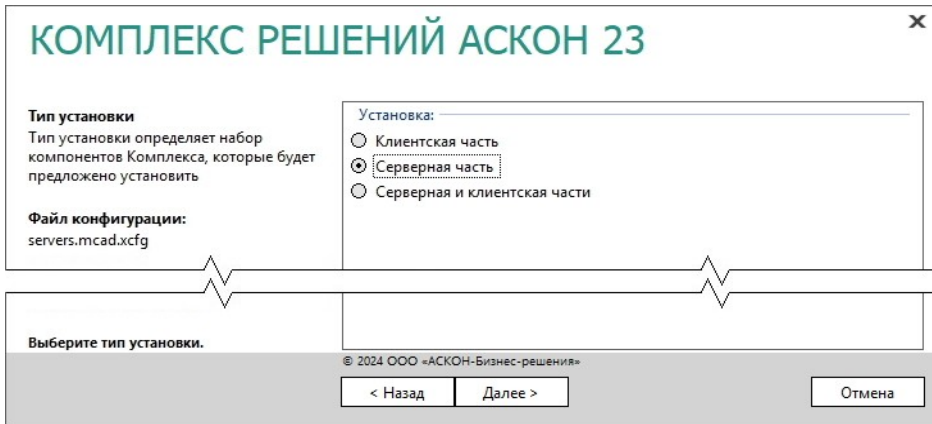 КОМПЛЕКС РЕШЕНИЙ АСКОН 23
Тип установки
Тип установки определяет набор
компонентов Комплекса, которые будет
предложено установить
Файл конфигурации:
servers.mcad.xcfg
Выберите тип установки.
Установка:
Клиентская часть
Серверная часть
Серверная и клиентская части
© 2024 ООО «АСКОН-Бизнес-решения»
< Назад
Далее >
Отмена